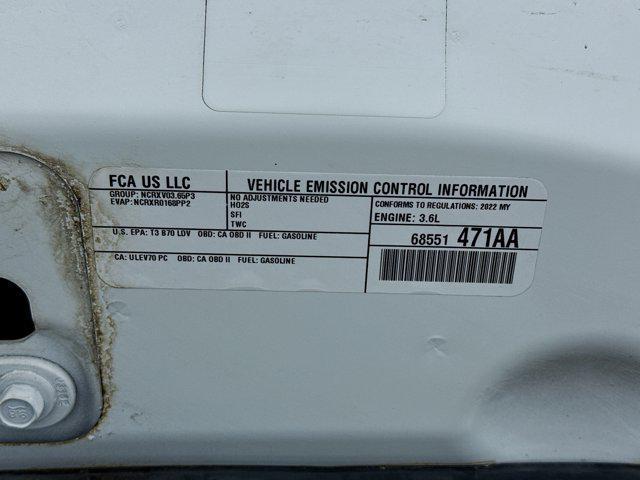 FCA US LLC
GROUP: NCRXV03.65P3
EVAP: NCRXR0168PP2
VEHICLE EMISSION CONTROL INFORMATION
NO ADJUSTMENTS NEEDED
HO2S
SFI
TWC
CONFORMS TO REGULATIONS: 2022 MY
ENGINE: 3.6L
U.S. EPA: T3 B70 LDV OBD: CA OBD II FUEL: GASOLINE
CA: ULEV70 PC OBD: CA OBD II FUEL: GASOLINE
68551 471AA